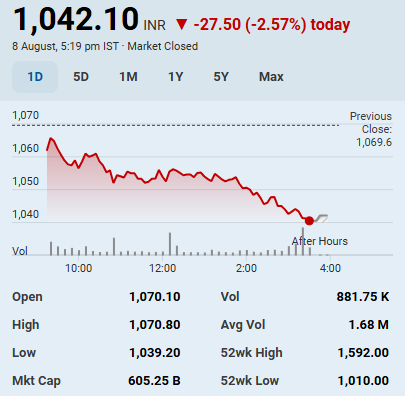 1,042.10 INR ▼ -27.50 (-2.57%) today
8 August, 5:19 pm IST · Market Closed
1D 5D 1M 1Y 5Y Max
1,070
1,060
1,050
1,040
Previous
Close:
1,069.6
After Hours
Vol
10:00 12:00 2:00 4:00
Open 1,070.10 Vol 881.75 K
High 1,070.80 Avg Vol 1.68 M
Low 1,039.20 52wk High 1,592.00
Mkt Cap 605.25 B 52wk Low 1,010.00